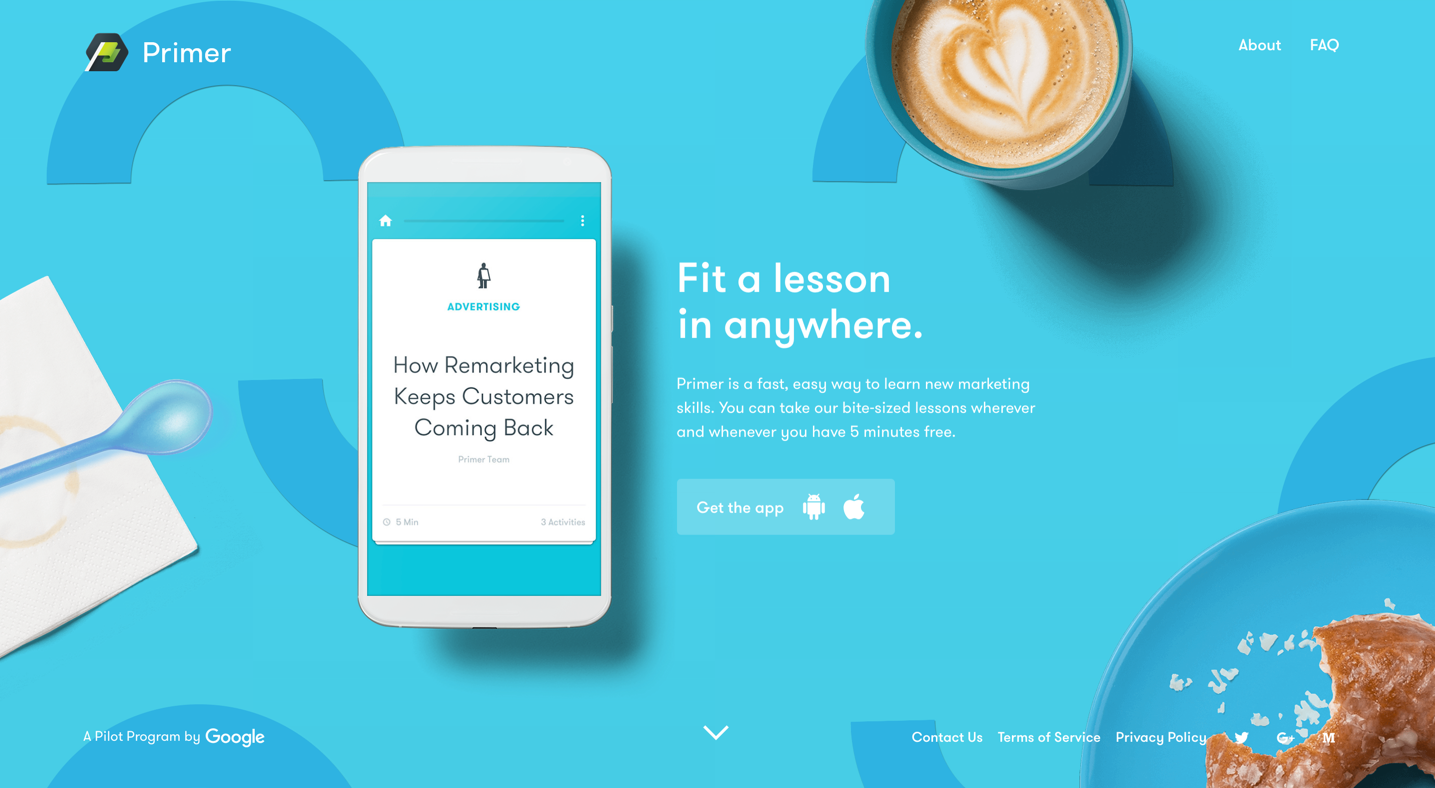 Primer
About
FAQ
ADVERTISING
How Remarketing
Keeps Customers
Coming Back
Primer Team
5 Min
3 Activities
Fit a lesson
in anywhere.
Primer is a fast, easy way to learn new marketing
skills. You can take our bite-sized lessons wherever
and whenever you have 5 minutes free.
Get the app
A Pilot Program by Google
Contact Us
Terms of Service
Privacy Policy
G+
M